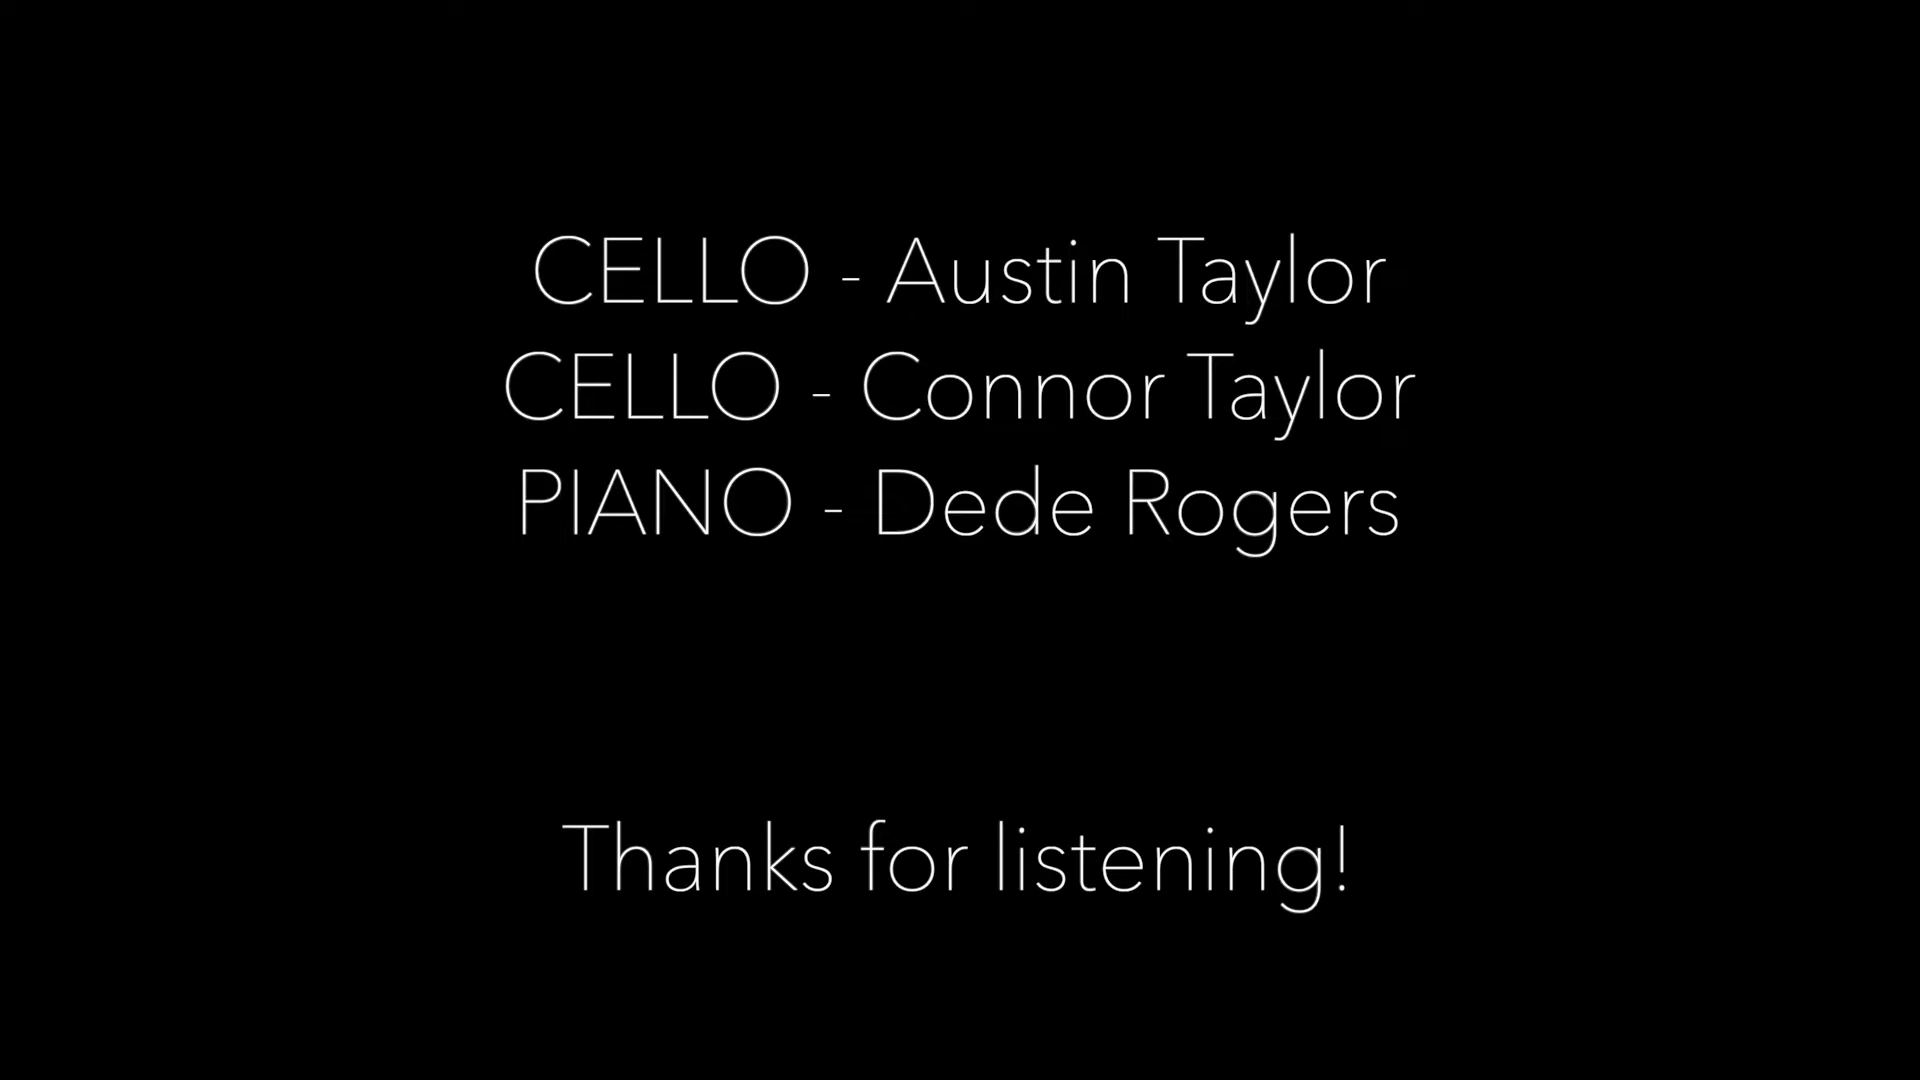 CELLO - Austin Taylor
CELLO - Connor Taylor
PIANO - Dede Rogers
Thanks for listening!